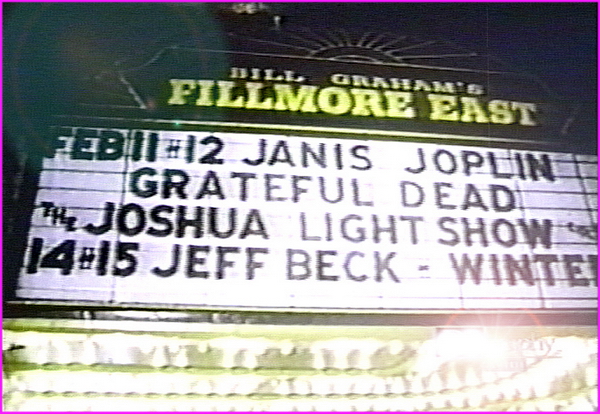 BILL GRAHAM'S
FILLMORE EAST
FEB 11 & 12 JANIS JOPLIN
GRATEFUL DEAD
THE JOSHUA LIGHT SHOW
14 & 15 JEFF BECK - WINTE